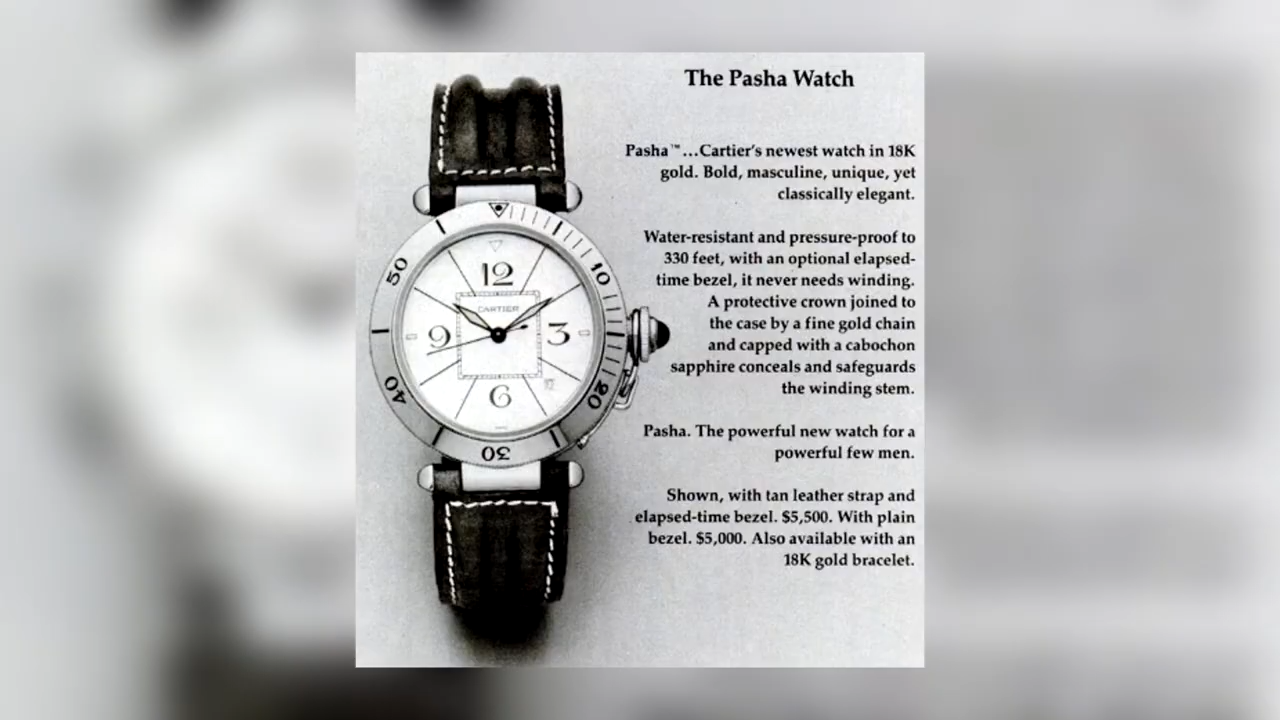 The Pasha Watch
Pasha™...Cartier's newest watch in 18K
gold. Bold, masculine, unique, yet
classically elegant.
Water-resistant and pressure-proof to
330 feet, with an optional elapsed-
time bezel, it never needs winding.
A protective crown joined to
the case by a fine gold chain
and capped with a cabochon
sapphire conceals and safeguards
the winding stem.
Pasha. The powerful new watch for a
powerful few men.
Shown, with tan leather strap and
elapsed-time bezel. $5,500. With plain
bezel. $5,000. Also available with an
18K gold bracelet.
10
20
30
40
50
12
CARTIER
9
3
6